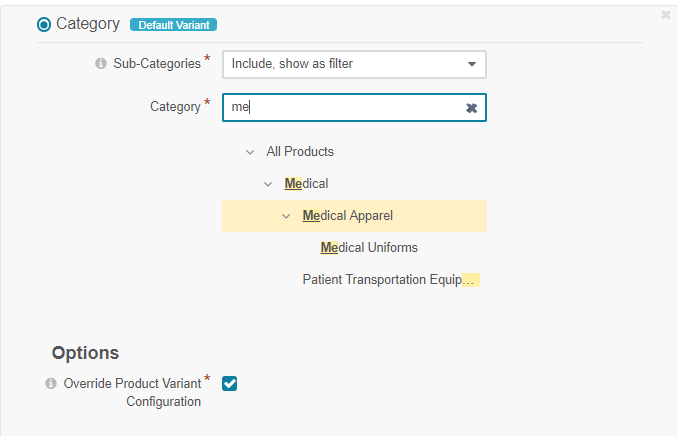 Category Default Variant
Sub-Categories * Include, show as filter
Category * me
All Products
Medical
Medical Apparel
Medical Uniforms
Patient Transportation Equip...
Options
Override Product Variant *
Configuration